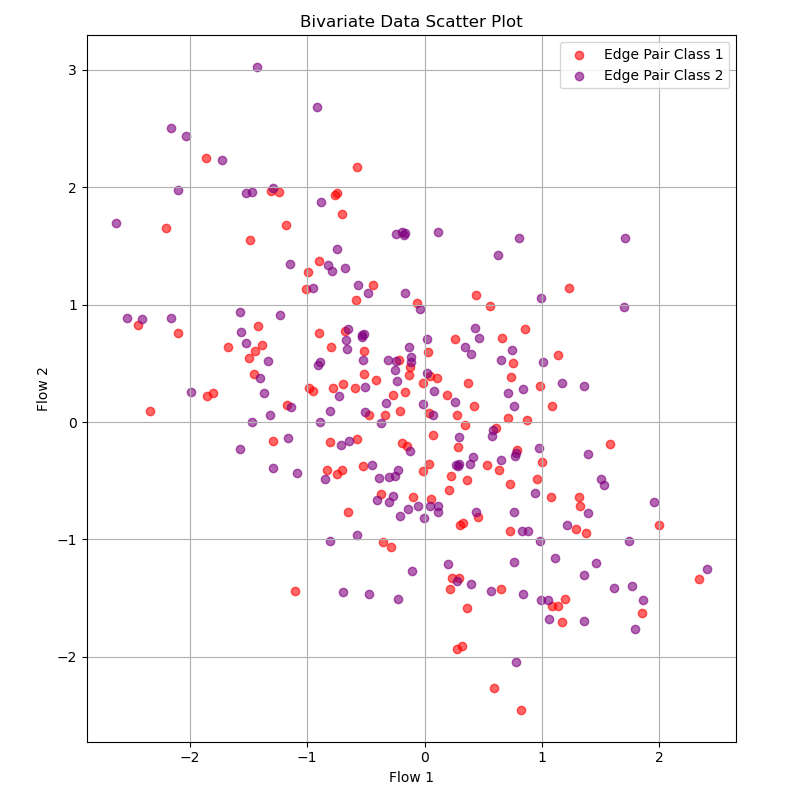 Bivariate Data Scatter Plot
Edge Pair Class 1
Edge Pair Class 2
3
2
1
0
−1
−2
Flow 2
−2
−1
0
1
2
Flow 1